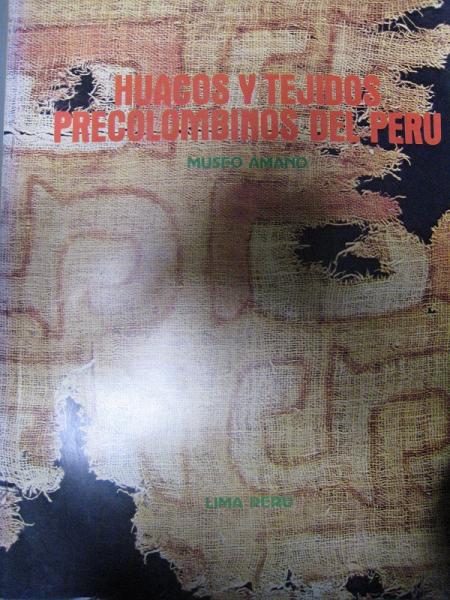 HUACOS Y TEJIDOS
PRECOLOMBINOS DEL PERU
MUSEO AMANO
LIMA PERU